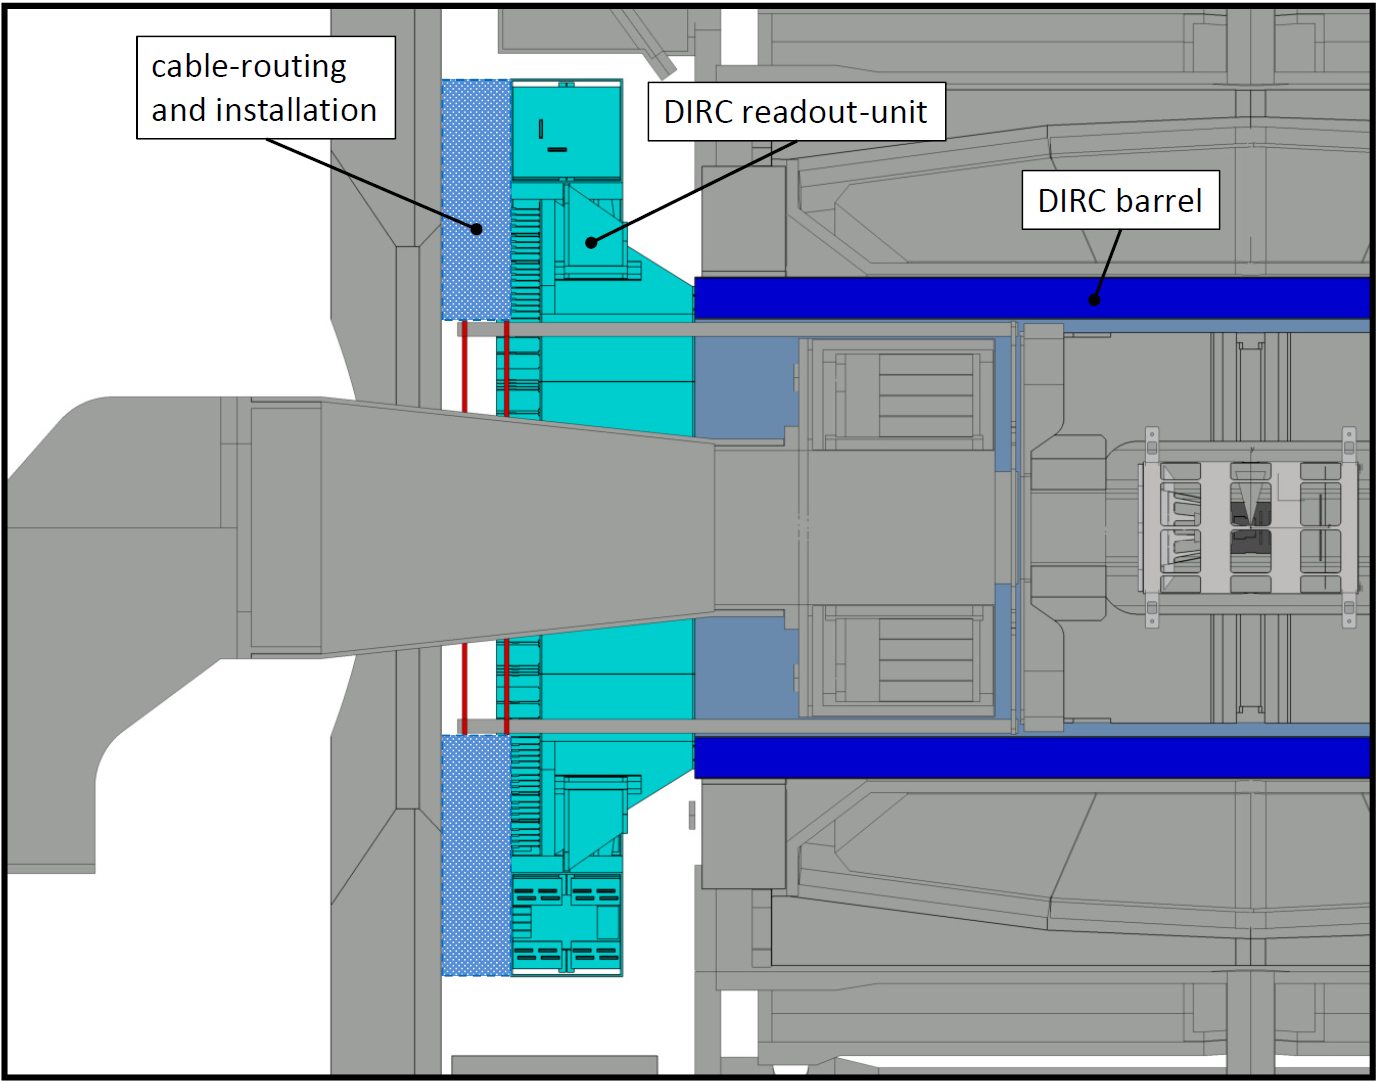 cable-routing
and installation
DIRC readout-unit
DIRC barrel